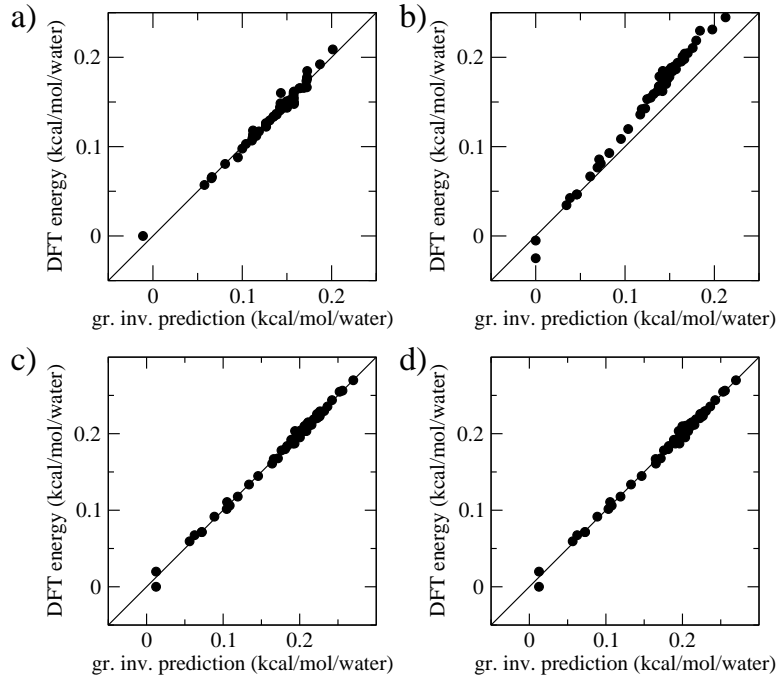 a)
DFT energy (kcal/mol/water)
0.2
0.1
0
0 0.1 0.2
gr. inv. prediction (kcal/mol/water)
b)
DFT energy (kcal/mol/water)
0.2
0.1
0
0 0.1 0.2
gr. inv. prediction (kcal/mol/water)
c)
DFT energy (kcal/mol/water)
0.2
0.1
0
0 0.1 0.2
gr. inv. prediction (kcal/mol/water)
d)
DFT energy (kcal/mol/water)
0.2
0.1
0
0 0.1 0.2
gr. inv. prediction (kcal/mol/water)